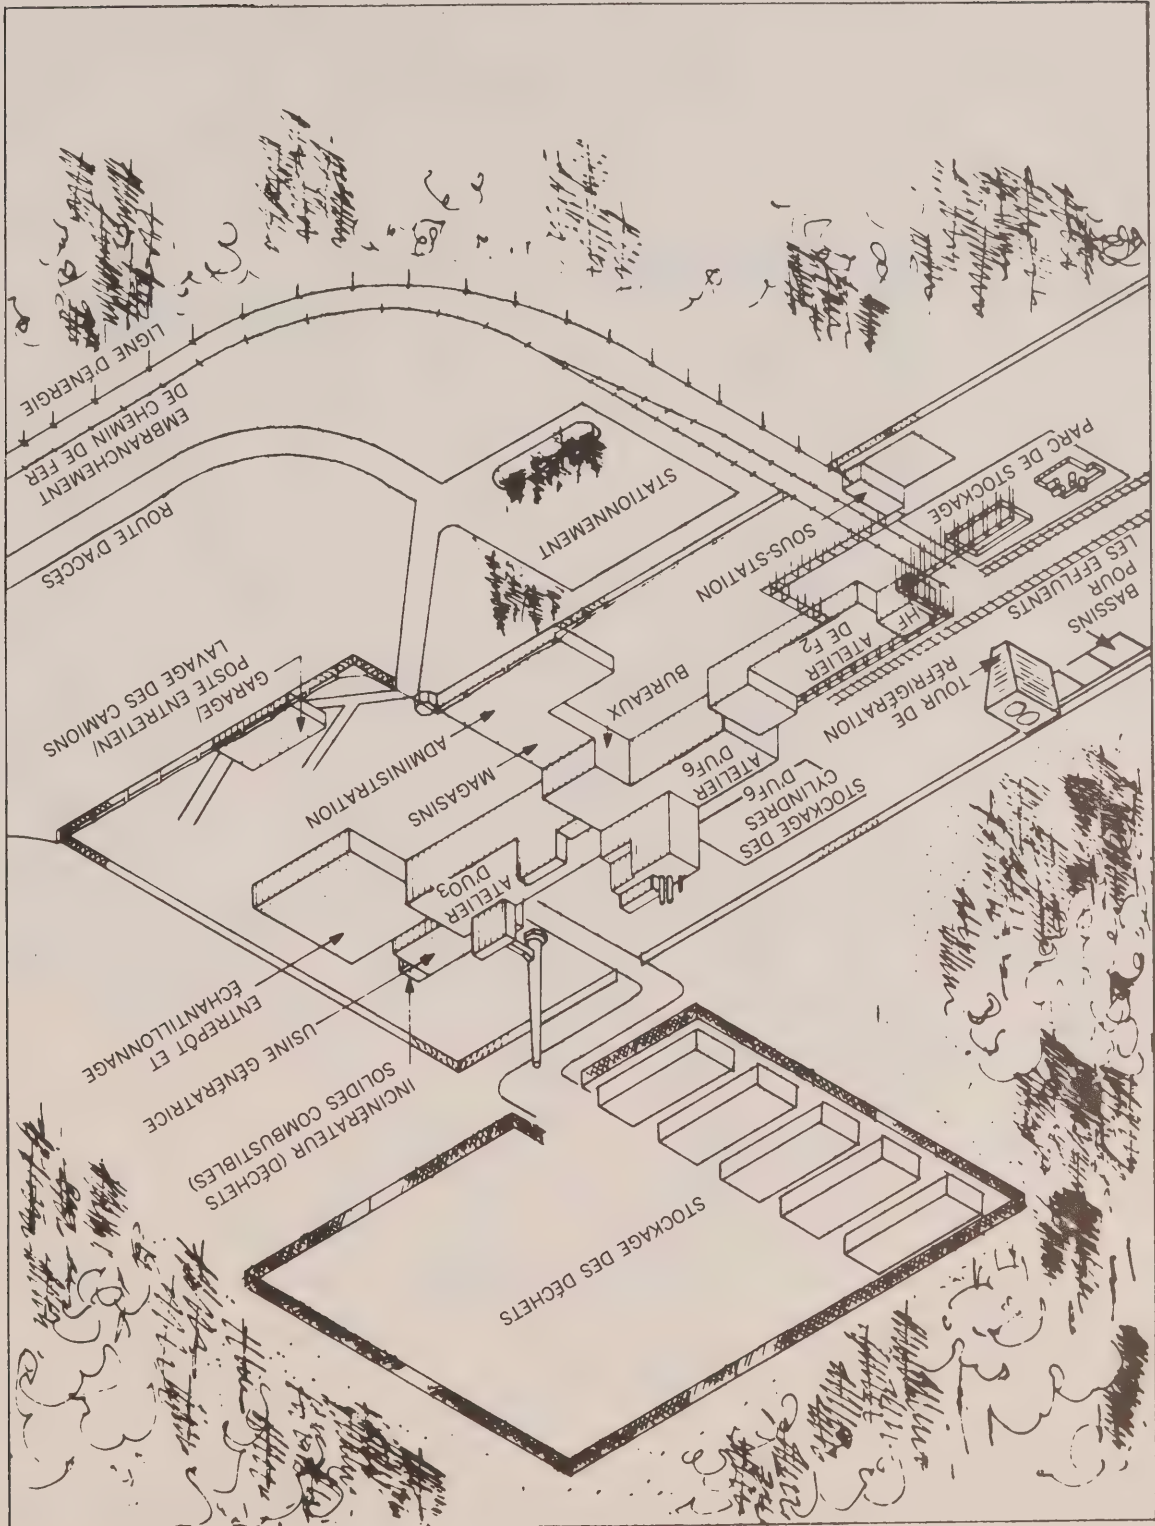 STOCKAGE DES DÉCHETS
INCINÉRATEUR (DÉCHETS
SOLIDES COMBUSTIBLES)
USINE GÉNÉRATRICE
ENTREPÔT ET
ÉCHANTILLONNAGE
ATELIER
D'UO3
STOCKAGE DES
CYLINDRES
D'UF6
ATELIER
D'UF6
MAGASINS
ADMINISTRATION
BUREAUX
GARAGE/
POSTE ENTRETIEN/
LAVAGE DES CAMIONS
TOUR DE
RÉFRIGÉRATION
BASSINS
POUR
LES EFFLUENTS
ATELIER
DE F2
HF
SOUS-STATION
PARC DE STOCKAGE
STATIONNEMENT
ROUTE D'ACCÈS
EMBRANCHEMENT
DE CHEMIN DE FER
LIGNE D'ÉNERGIE